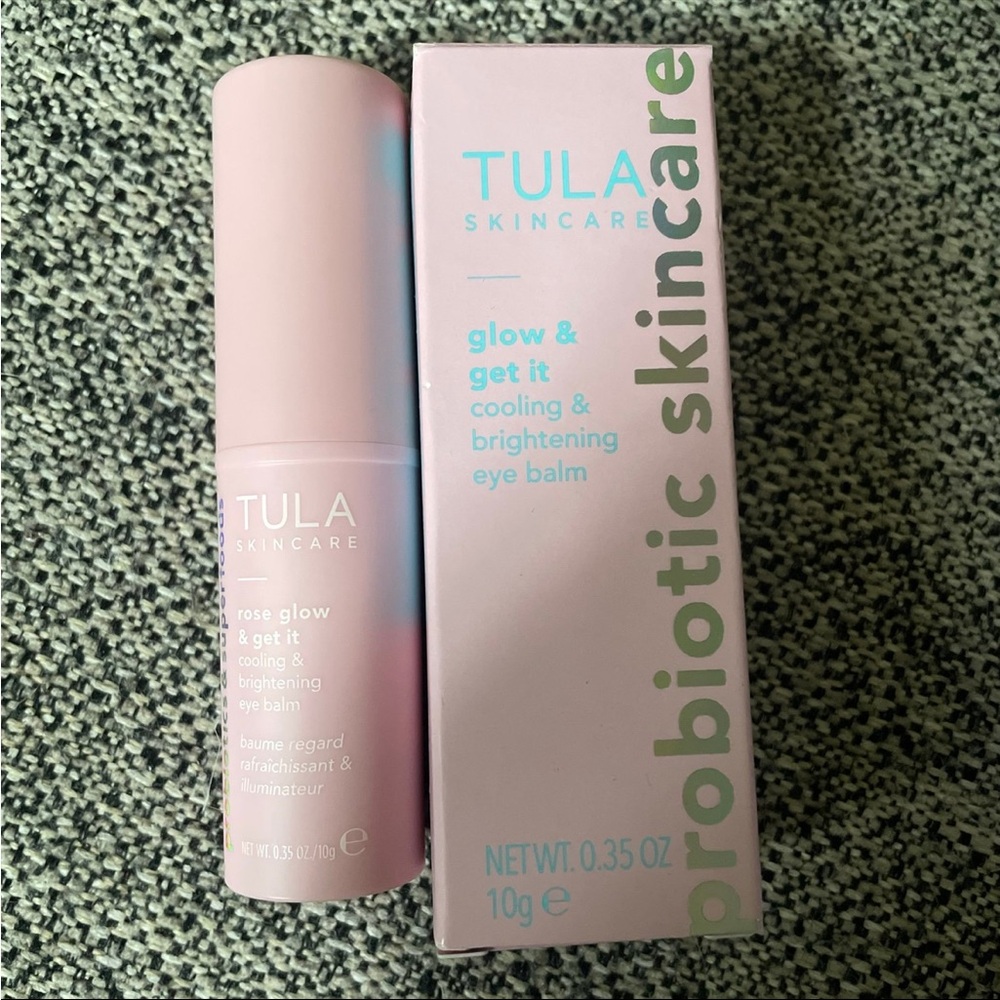 TULA
SKINCARE
rose glow
& get it
cooling &
brightening
eye balm
baume regard
rafraîchissant &
illuminateur
NET WT. 0.35 OZ./10g e
TULA
SKINCARE
glow &
get it
cooling &
brightening
eye balm
NET WT. 0.35 OZ
10g e
probiotic skincare